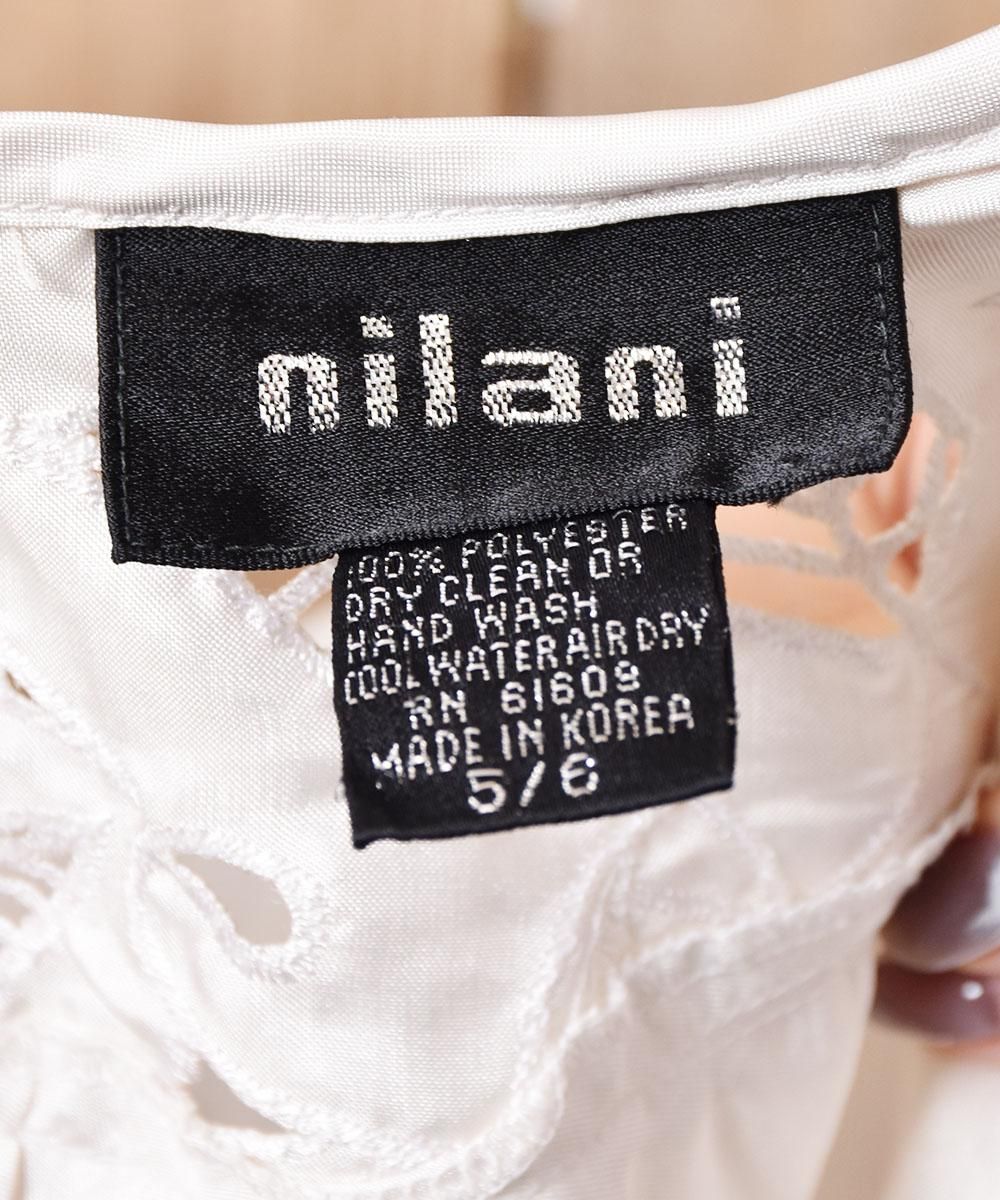 nilani
100% POLYESTER
DRY CLEAN OR
HAND WASH
COOL WATER AIR DRY
RN 61609
MADE IN KOREA
5/6